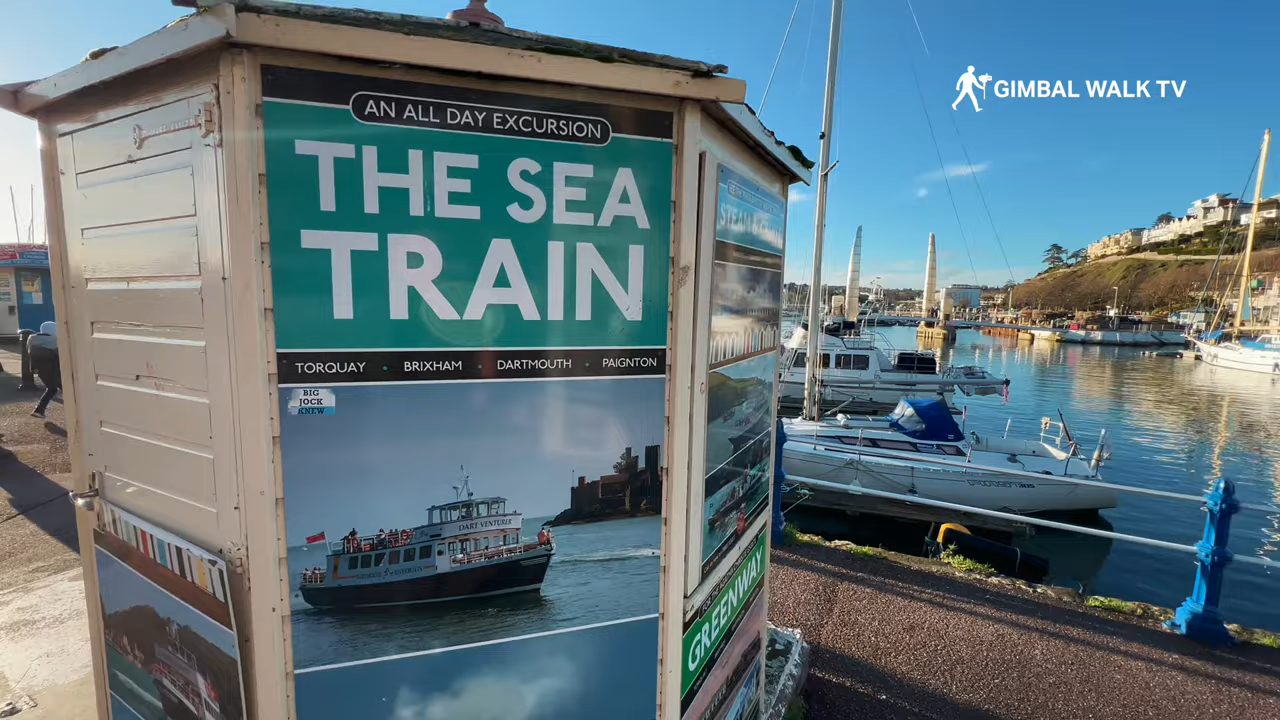 GIMBAL WALK TV
AN ALL DAY EXCURSION
THE SEA
TRAIN
TORQUAY · BRIXHAM · DARTMOUTH · PAIGNTON
BIG
JOCK
KNEW
DART VENTURER
STEAM
GREENWAY